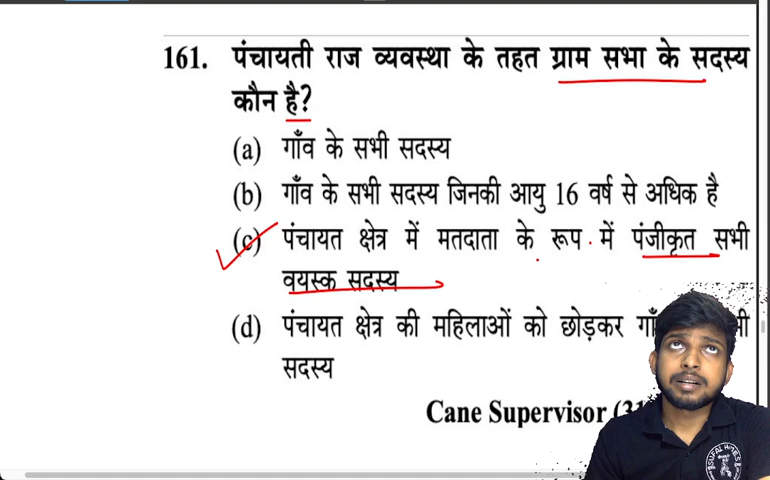 161. पंचायती राज व्यवस्था के तहत ग्राम सभा के सदस्य
कौन है?
(a) गाँव के सभी सदस्य
(b) गाँव के सभी सदस्य जिनकी आयु 16 वर्ष से अधिक है
(c) पंचायत क्षेत्र में मतदाता के रूप में पंजीकृत सभी
वयस्क सदस्य
(d) पंचायत क्षेत्र की महिलाओं को छोड़कर
सदस्य
Cane Supervisor